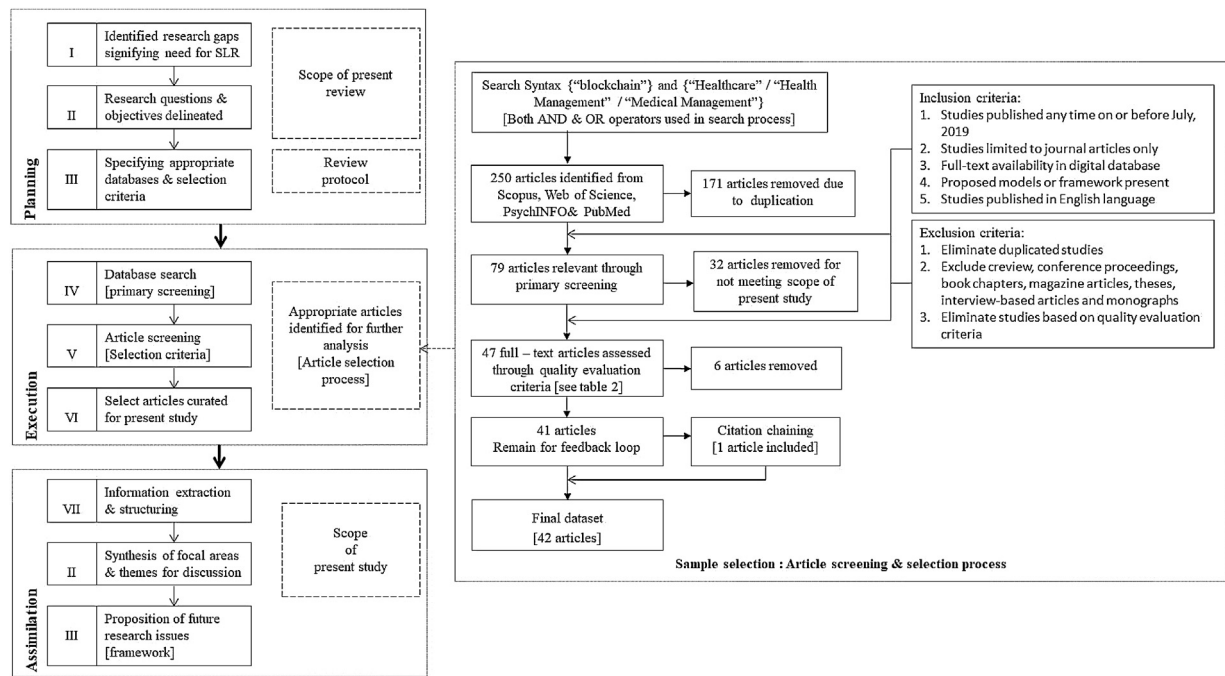 I
Identified research gaps
signifying need for SLR
II
Research questions &
objectives delineated
III
Specifying appropriate
databases & selection
criteria
Scope of present
review
Review
protocol
Planning
IV
Database search
[primary screening]
V
Article screening
[Selection criteria]
VI
Select articles curated
for present study
Appropriate articles
identified for further
analysis
[Article selection
process]
Execution
VII
Information extraction
& structuring
II
Synthesis of focal areas
& themes for discussion
III
Proposition of future
research issues
[framework]
Scope
of
present study
Assimilation
Search Syntax {“blockchain”} and {“Healthcare” / “Health
Management” / “Medical Management”}
[Both AND & OR operators used in search process]
250 articles identified from
Scopus, Web of Science,
PsychINFO& PubMed
171 articles removed due
to duplication
79 articles relevant through
primary screening
32 articles removed for
not meeting scope of
present study
47 full – text articles assessed
through quality evaluation
criteria [see table 2]
6 articles removed
41 articles
Remain for feedback loop
Citation chaining
[1 article included]
Final dataset
[42 articles]
Sample selection : Article screening & selection process
Inclusion criteria:
1. Studies published any time on or before July,
2019
2. Studies limited to journal articles only
3. Full-text availability in digital database
4. Proposed models or framework present
5. Studies published in English language
Exclusion criteria:
1. Eliminate duplicated studies
2. Exclude creview, conference proceedings,
book chapters, magazine articles, theses,
interview-based articles and monographs
3. Eliminate studies based on quality evaluation
criteria